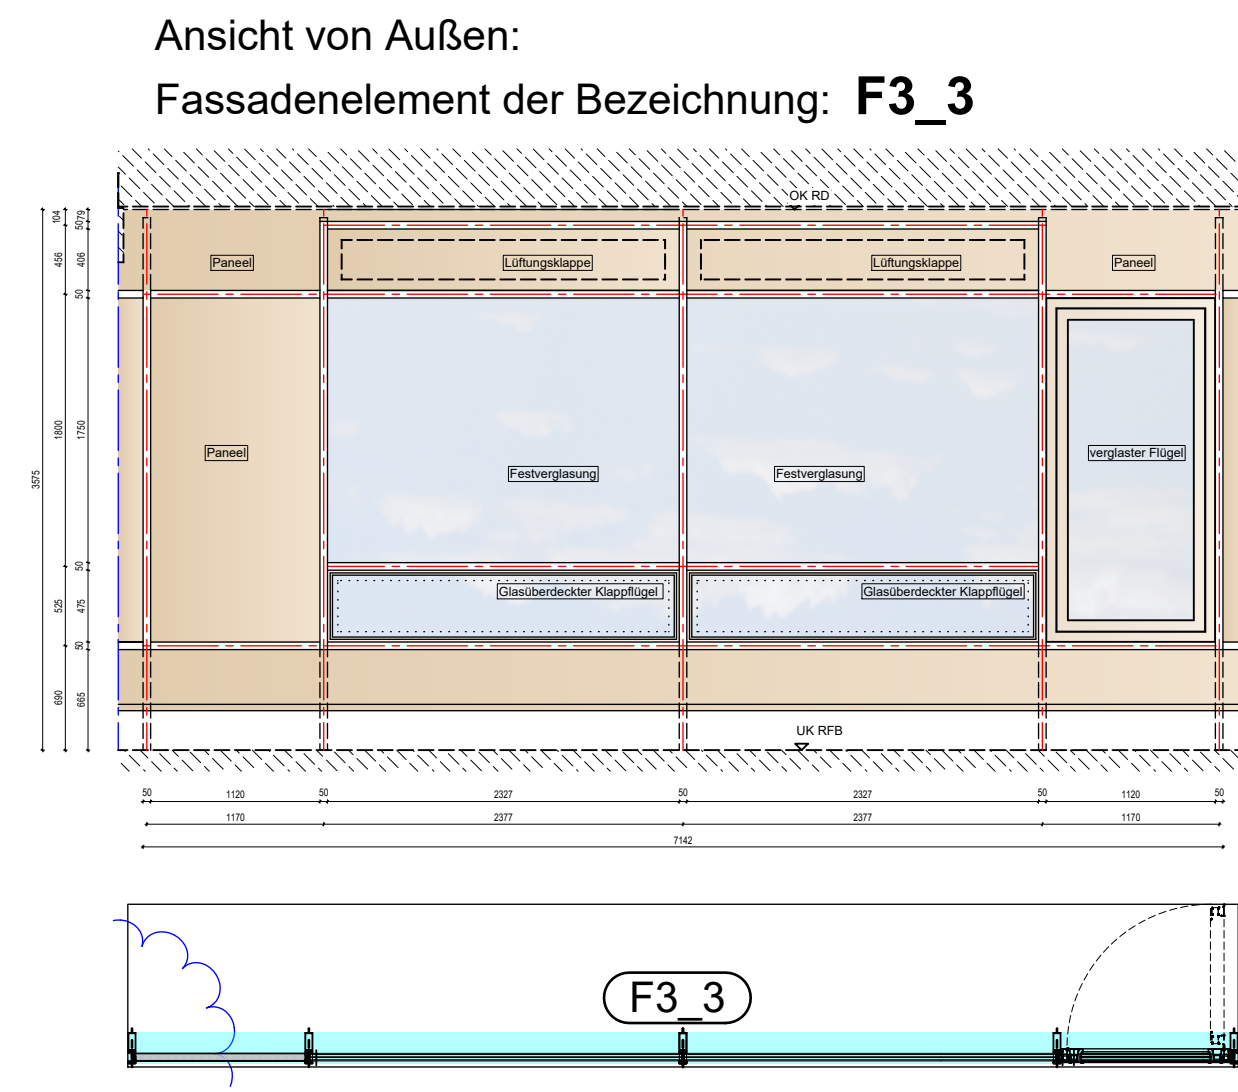 Ansicht von Außen:
Fassadenelement der Bezeichnung: F3_3
OK RD
104
50 79
456
406
50
1800
1750
3575
50
525
475
50
690
665
Paneel
Lüftungsklappe
Lüftungsklappe
Paneel
Paneel
verglaster Flügel
Festverglasung
Festverglasung
Glasüberdeckter Klappflügel
Glasüberdeckter Klappflügel
UK RFB
50 1120 50 2327 50 2327 50 1120 50
1170 2377 2377 1170
7142
F3_3